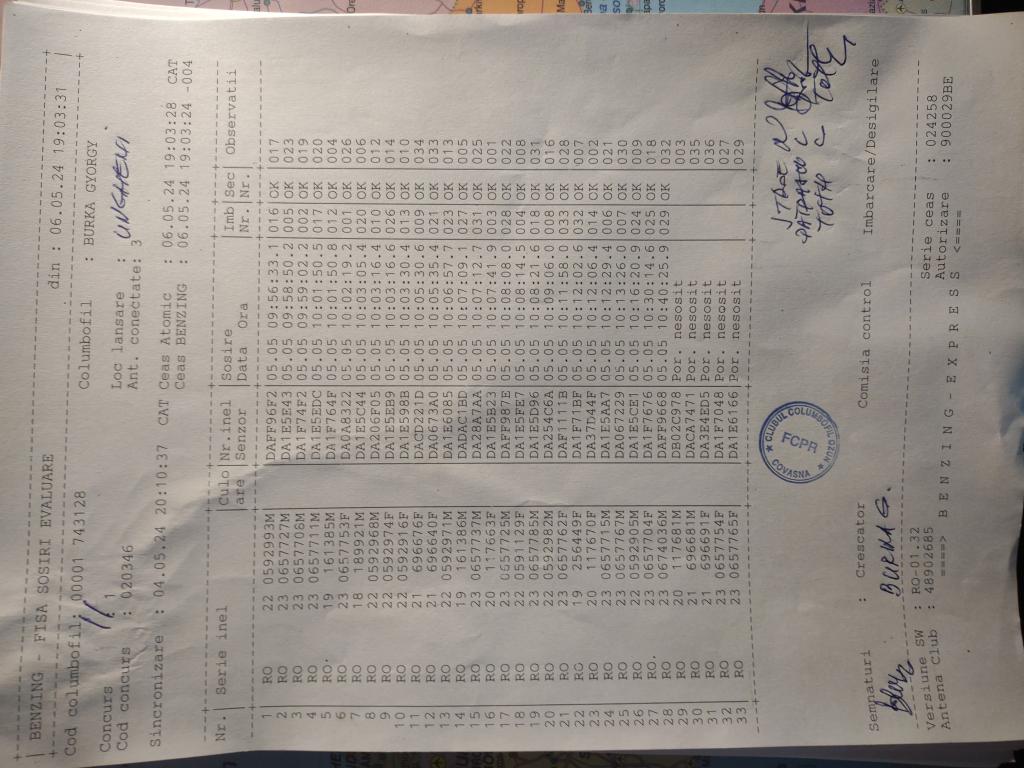 BENZING - FISA SOSIRI EVALUARE
din : 06.05.24 19:03:31
Cod columbofil: 00001 743128 Columbofil : BURKA GYORGY
Concurs 11.1 Loc lansare : UNGHENI
Cod concurs : 020346 Ant. conectate: 3
Sincronizare : 04.05.24 20:10:37 CAT Ceas Atomic : 06.05.24 19:03:28 CAT
Ceas BENZING : 06.05.24 19:03:24 -004
Nr. | Serie inel | Culo | Nr.inel | Sosire | Imb | Sec | Observatii
are | Senzor | Data Ora | Nr. | Nr. |
1 RO 22 0592993M DAFF96F2 05.05 09:56:33.1 016 OK 017
2 RO 23 0657727M DA1E5E43 05.05 09:58:50.2 005 OK 023
3 RO 23 0657708M DA1F74F2 05.05 09:59:02.2 002 OK 019
4 RO 23 0657711M DA1E5EDC 05.05 10:01:50.5 017 OK 020
5 RO. 19 161385M DA1F764F 05.05 10:01:50.8 012 OK 004
6 RO 23 0657753F DA0A8322 05.05 10:02:19.2 001 OK 026
7 RO 18 189921M DA1E5C44 05.05 10:03:05.4 020 OK 006
8 RO 22 0592968M DA206F05 05.05 10:03:16.4 010 OK 012
9 RO 22 0592974F DA1E5EB9 05.05 10:03:16.6 026 OK 014
10 RO 22 0592916F DA1E598B 05.05 10:03:30.4 013 OK 010
11 RO 21 696676F DACD221D 05.05 10:04:30.6 019 OK 034
12 RO 21 696640F DA0673A0 05.05 10:05:35.4 021 OK 033
13 RO 22 0592971M DA1E6085 05.05 10:06:57.7 023 OK 013
14 RO 19 161386M DADAC1BD 05.05 10:07:09.1 027 OK 005
15 RO 23 0657737M DA28A7AA 05.05 10:07:12.7 031 OK 025
16 RO 20 117663F DA1E5B23 05.05 10:07:41.9 003 OK 001
17 RO 23 0657715M DAFF587E 05.05 10:08:08.0 028 OK 022
18 RO 22 0597129F DA1E5FE7 05.05 10:08:14.5 004 OK 008
19 RO 23 0657785M DA1E5D96 05.05 10:08:21.6 018 OK 031
20 RO 22 0592982M DA254C6A 05.05 10:09:06.0 008 OK 016
21 RO 23 0657762F DAF1111B 05.05 10:11:58.0 033 OK 028
22 RO 19 256449F DA1F71BF 05.05 10:12:02.6 032 OK 007
23 RO 20 117670F DA37D44F 05.05 10:12:06.4 014 OK 002
24 RO 23 0657715M DA1E5AA7 05.05 10:12:29.4 006 OK 021
25 RO 23 0657767M DA067229 05.05 10:13:26.0 007 OK 030
26 RO 22 0592905M DA1E5CE1 05.05 10:16:20.9 024 OK 009
27 RO. 23 0657704F DA1F7676 05.05 10:30:14.6 025 OK 018
28 RO 23 0674036M DAFF9668 05.05 10:40:25.9 029 OK 032
29 RO 20 117681M DB02C978 Por. nesosit 003
30 RO 21 696681M DACA7471 Por. nesosit 035
31 RO 21 696691F DA3E4ED5 Por. nesosit 036
32 RO 23 0657754F DA1F7048 Por. nesosit 027
33 RO 23 0657765F DA1E6166 Por. nesosit 029
CLUBUL COLUMBOFIL OZUN
FCPR
COVASNA
TOTH C
Semnaturi : Crescator Comisia control Imbarcare/Desigilare
BURKA G.
Versiune SW : RO-01.32 Serie ceas : 024258
Antena Club : 48902685 Autorizare : 900029BE
====> B E N Z I N G - E X P R E S S <====